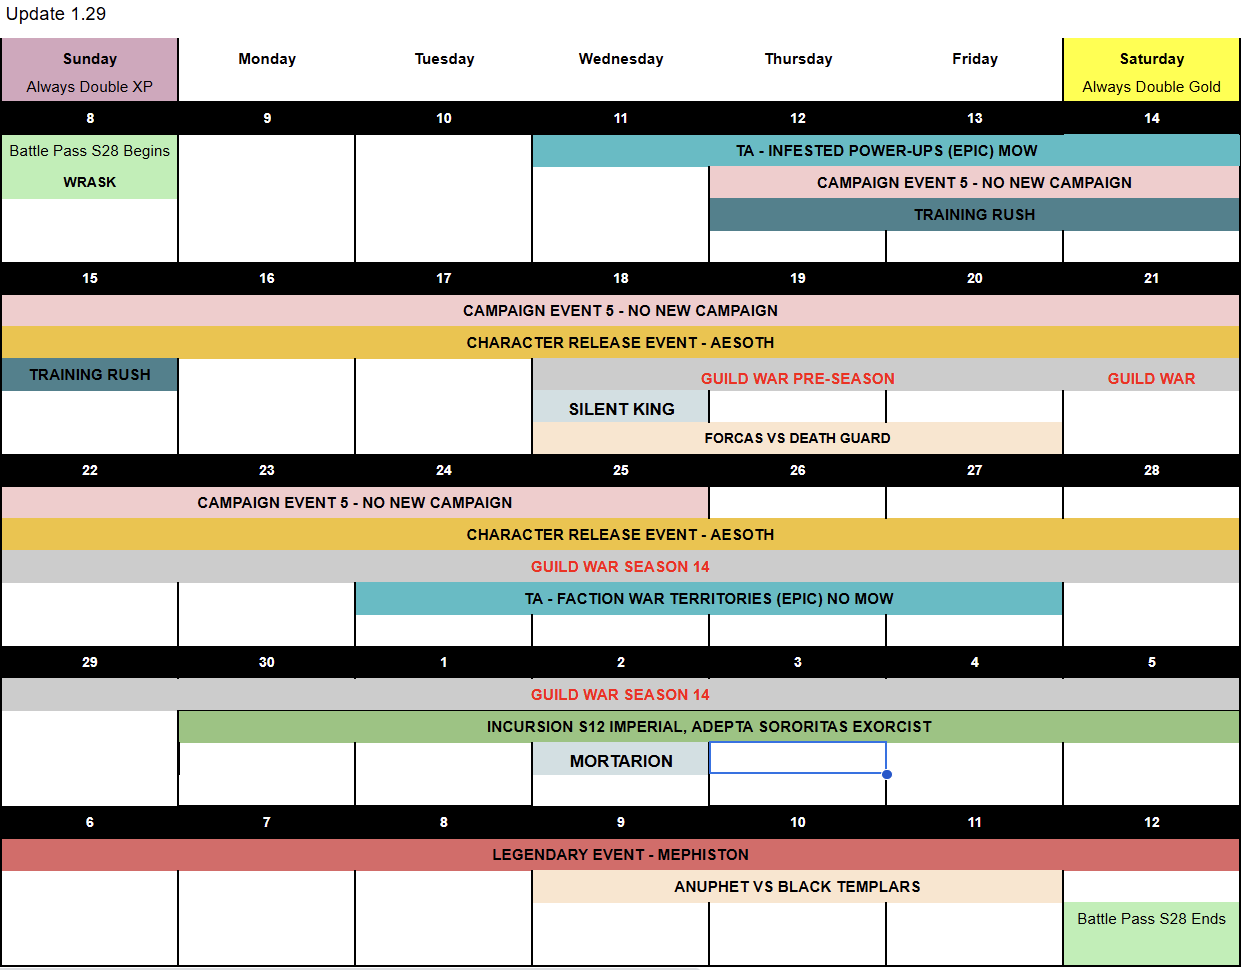 Update 1.29
Sunday Monday Tuesday Wednesday Thursday Friday Saturday
Always Double XP Always Double Gold
8 9 10 11 12 13 14
Battle Pass S28 Begins TA - INFESTED POWER-UPS (EPIC) MOW
WRASK CAMPAIGN EVENT 5 - NO NEW CAMPAIGN
TRAINING RUSH
15 16 17 18 19 20 21
CAMPAIGN EVENT 5 - NO NEW CAMPAIGN
CHARACTER RELEASE EVENT - AESOTH
TRAINING RUSH GUILD WAR PRE-SEASON GUILD WAR
SILENT KING
FORCAS VS DEATH GUARD
22 23 24 25 26 27 28
CAMPAIGN EVENT 5 - NO NEW CAMPAIGN
CHARACTER RELEASE EVENT - AESOTH
GUILD WAR SEASON 14
TA - FACTION WAR TERRITORIES (EPIC) NO MOW
29 30 1 2 3 4 5
GUILD WAR SEASON 14
INCURSION S12 IMPERIAL, ADEPTA SORORITAS EXORCIST
MORTARION
6 7 8 9 10 11 12
LEGENDARY EVENT - MEPHISTON
ANUPHET VS BLACK TEMPLARS
Battle Pass S28 Ends